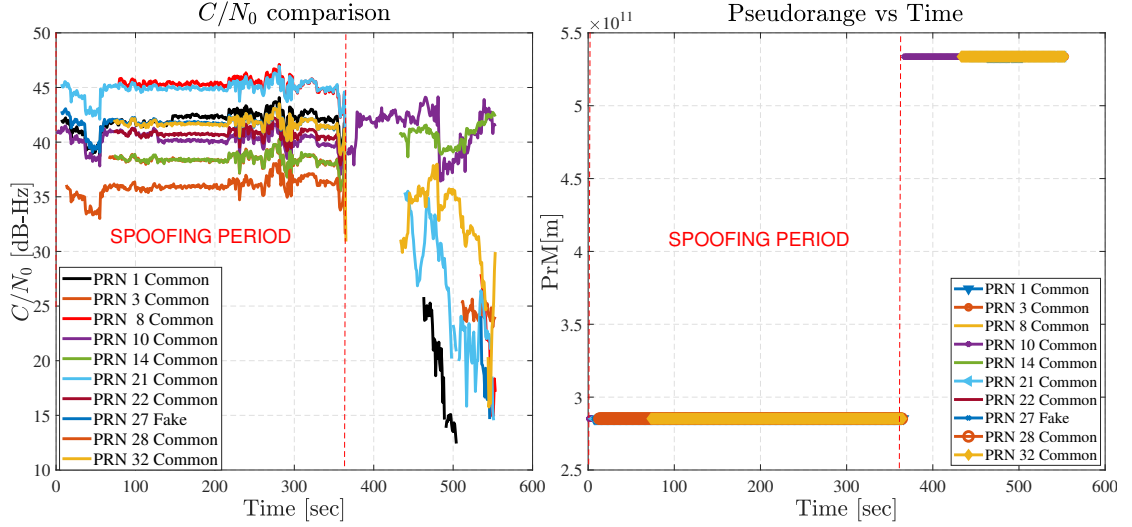 C/N₀ comparison
50
45
40
35
30
25
20
15
10
C/N₀ [dB-Hz]
SPOOFING PERIOD
PRN 1 Common
PRN 3 Common
PRN 8 Common
PRN 10 Common
PRN 14 Common
PRN 21 Common
PRN 22 Common
PRN 27 Fake
PRN 28 Common
PRN 32 Common
0 100 200 300 400 500 600
Time [sec]
Pseudorange vs Time
×10¹¹
5.5
5
4.5
4
3.5
3
2.5
PrM[m]
SPOOFING PERIOD
PRN 1 Common
PRN 3 Common
PRN 8 Common
PRN 10 Common
PRN 14 Common
PRN 21 Common
PRN 22 Common
PRN 27 Fake
PRN 28 Common
PRN 32 Common
0 100 200 300 400 500 600
Time [sec]